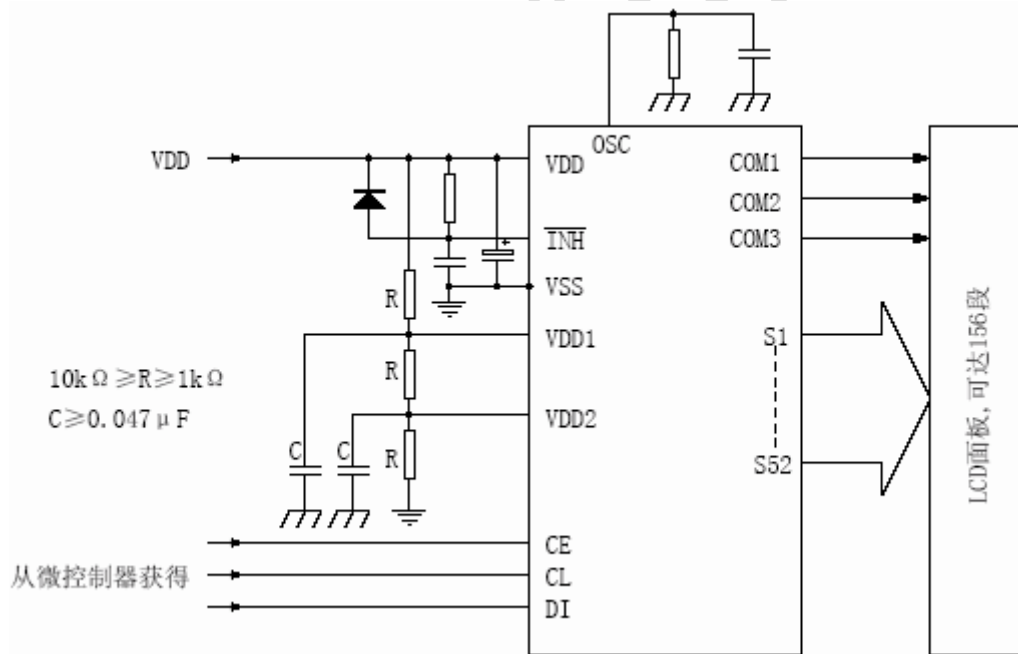 OSC
VDD
VDD
COM1
COM2
INH
COM3
VSS
R
VDD1
S1
10kΩ≥R≥1kΩ
R
C≥0.047μF
VDD2
C
C
R
S52
LCD面板,可达156段
CE
从微控制器获得
CL
DI